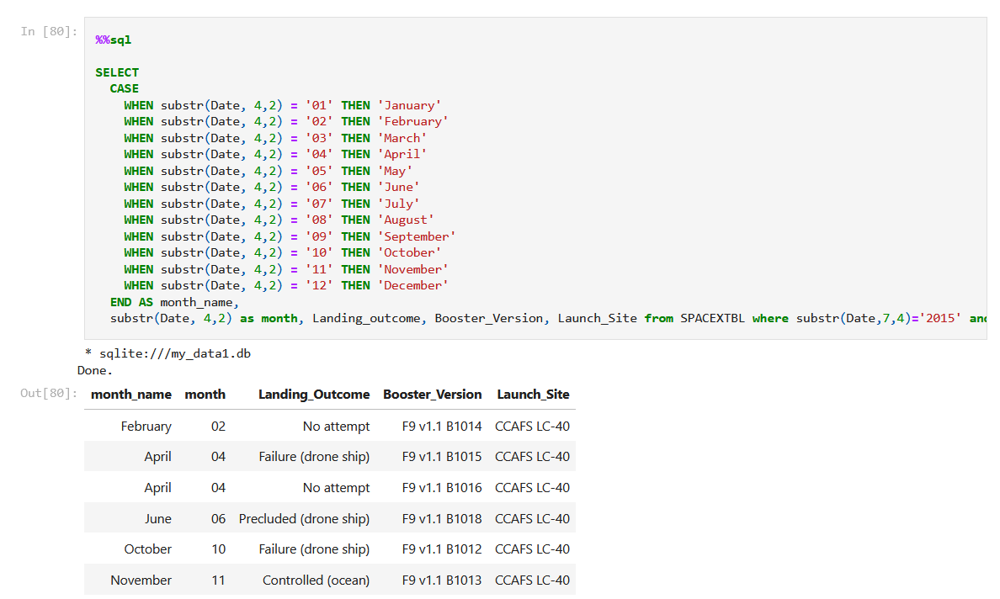 In [80]:
%%sql
SELECT
CASE
WHEN substr(Date, 4,2) = '01' THEN 'January'
WHEN substr(Date, 4,2) = '02' THEN 'February'
WHEN substr(Date, 4,2) = '03' THEN 'March'
WHEN substr(Date, 4,2) = '04' THEN 'April'
WHEN substr(Date, 4,2) = '05' THEN 'May'
WHEN substr(Date, 4,2) = '06' THEN 'June'
WHEN substr(Date, 4,2) = '07' THEN 'July'
WHEN substr(Date, 4,2) = '08' THEN 'August'
WHEN substr(Date, 4,2) = '09' THEN 'September'
WHEN substr(Date, 4,2) = '10' THEN 'October'
WHEN substr(Date, 4,2) = '11' THEN 'November'
WHEN substr(Date, 4,2) = '12' THEN 'December'
END AS month_name,
substr(Date, 4,2) as month, Landing_outcome, Booster_Version, Launch_Site from SPACEXTBL where substr(Date,7,4)='2015' and
* sqlite:///my_data1.db
Done.
Out[80]: month_name month Landing_Outcome Booster_Version Launch_Site
February 02 No attempt F9 v1.1 B1014 CCAFS LC-40
April 04 Failure (drone ship) F9 v1.1 B1015 CCAFS LC-40
April 04 No attempt F9 v1.1 B1016 CCAFS LC-40
June 06 Precluded (drone ship) F9 v1.1 B1018 CCAFS LC-40
October 10 Failure (drone ship) F9 v1.1 B1012 CCAFS LC-40
November 11 Controlled (ocean) F9 v1.1 B1013 CCAFS LC-40